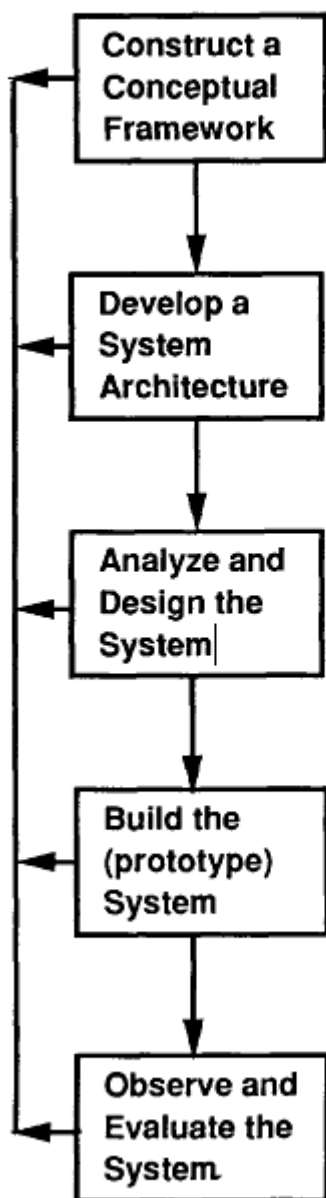 Construct a
Conceptual
Framework
Develop a
System
Architecture
Analyze and
Design the
System
Build the
(prototype)
System
Observe and
Evaluate the
System.